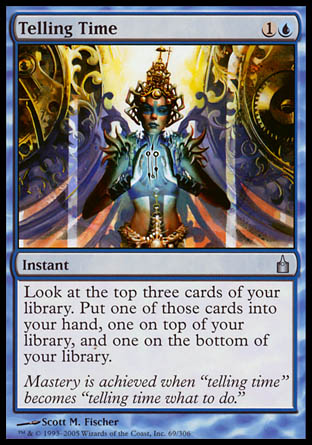 Telling Time 1
Instant
Look at the top three cards of your
library. Put one of those cards into
your hand, one on top of your
library, and one on the bottom of
your library.
Mastery is achieved when “telling time”
becomes “telling time what to do.”
Scott M. Fischer
™ & © 1993–2005 Wizards of the Coast, Inc. 69/306